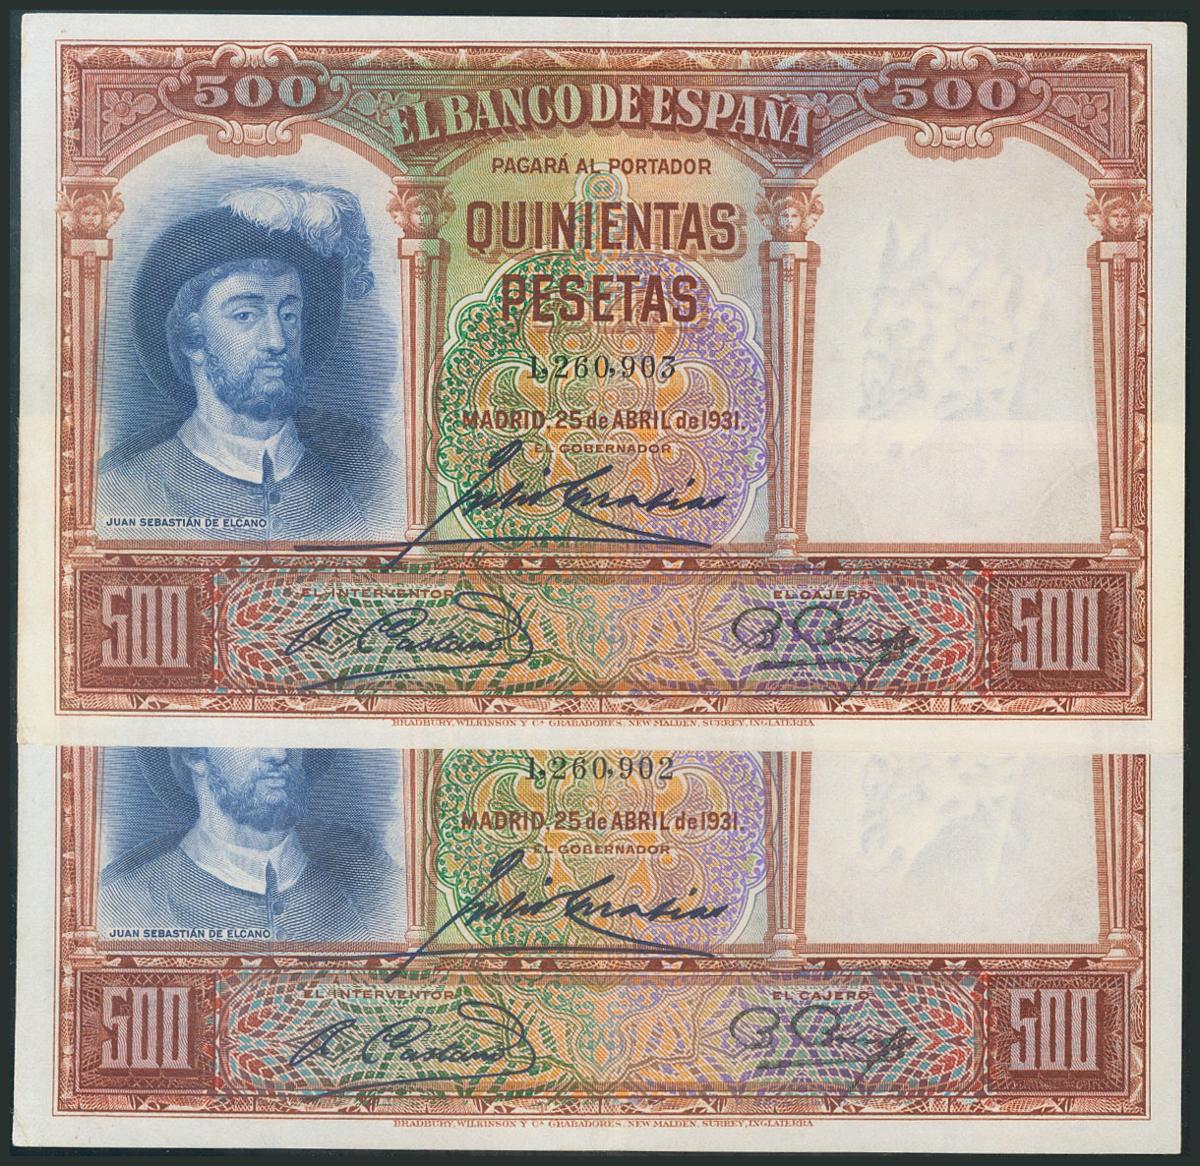 500 EL BANCO DE ESPAÑA 500
PAGARÁ AL PORTADOR
QUINIENTAS
PESETAS
1,260,903
MADRID, 25 de ABRIL de 1931.
EL GOBERNADOR
JUAN SEBASTIÁN DE ELCANO
EL INTERVENTOR EL CAJERO
500 500
BRADBURY, WILKINSON Y Cª GRABADORES. NEW MALDEN, SURREY, INGLATERRA
1,260,902
MADRID, 25 de ABRIL de 1931.
EL GOBERNADOR
JUAN SEBASTIÁN DE ELCANO
EL INTERVENTOR EL CAJERO
500 500
BRADBURY, WILKINSON Y Cª GRABADORES. NEW MALDEN, SURREY, INGLATERRA